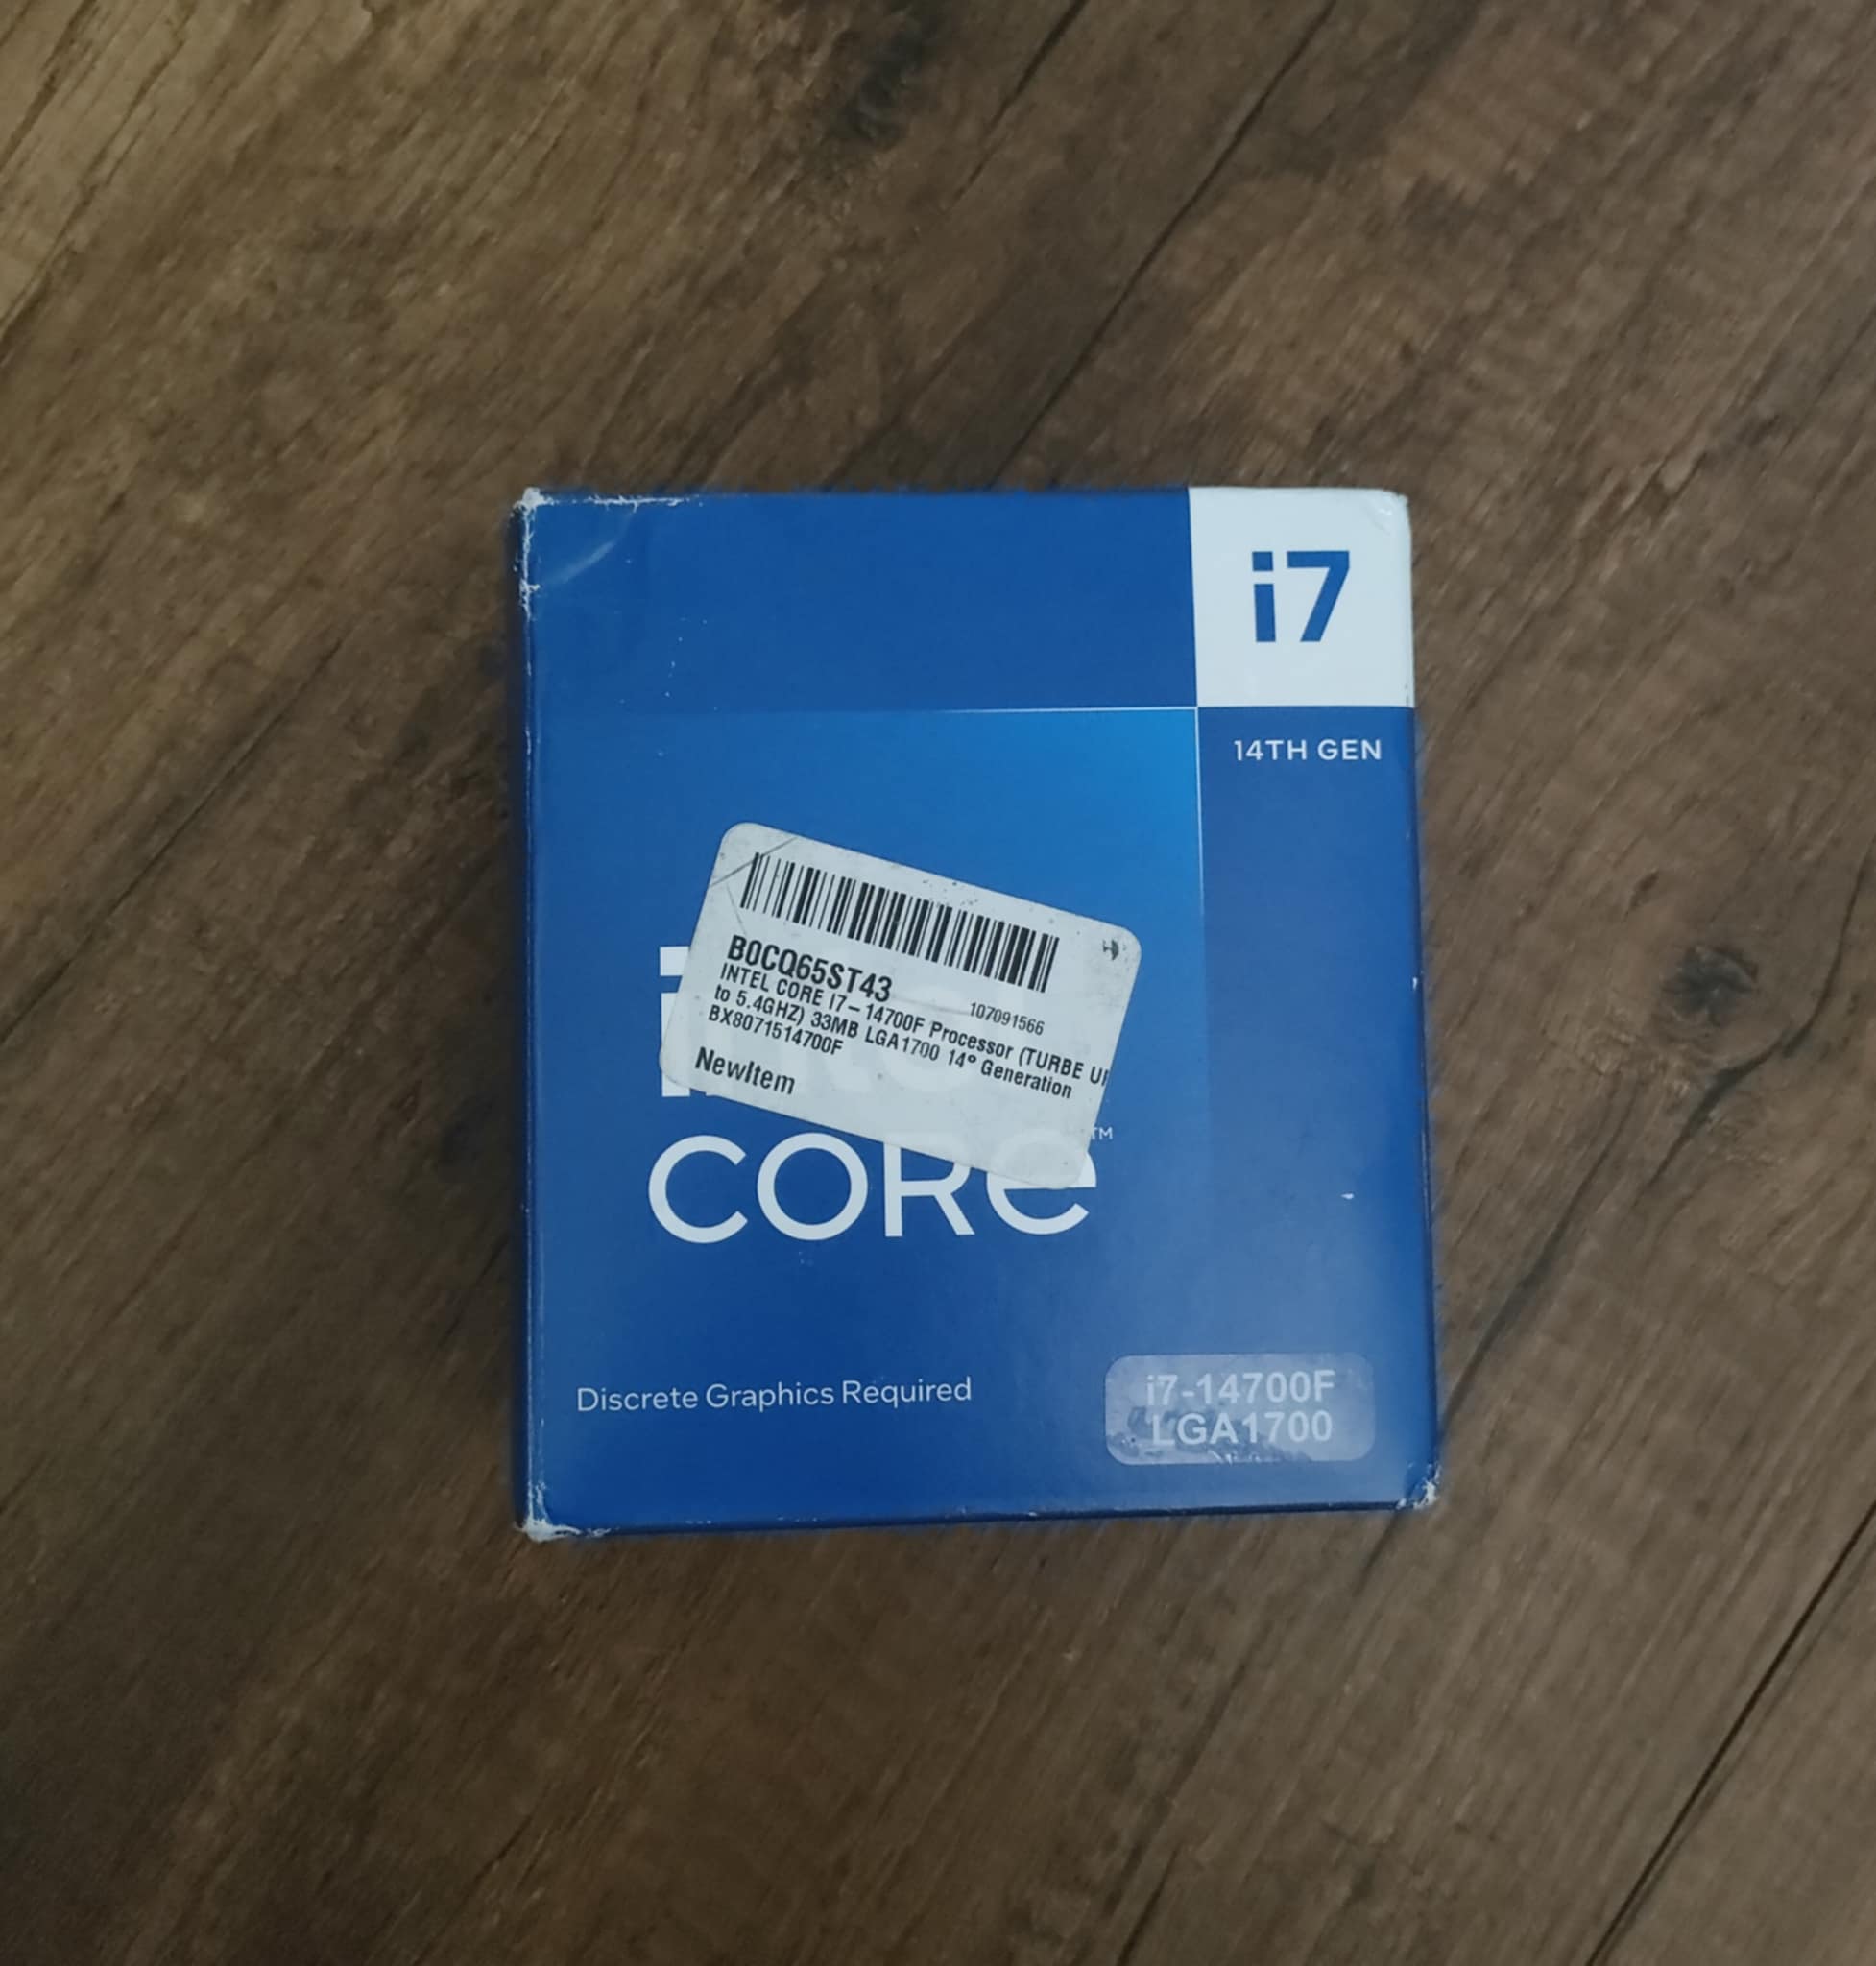 i7
14TH GEN
B0CQ65ST43
107091566
INTEL CORE I7-14700F Processor (TURBE
to 5.4GHZ) 33MB LGA1700 14° Generation
BX8071514700F
NewItem
CORe™
Discrete Graphics Required
i7-14700F
LGA1700